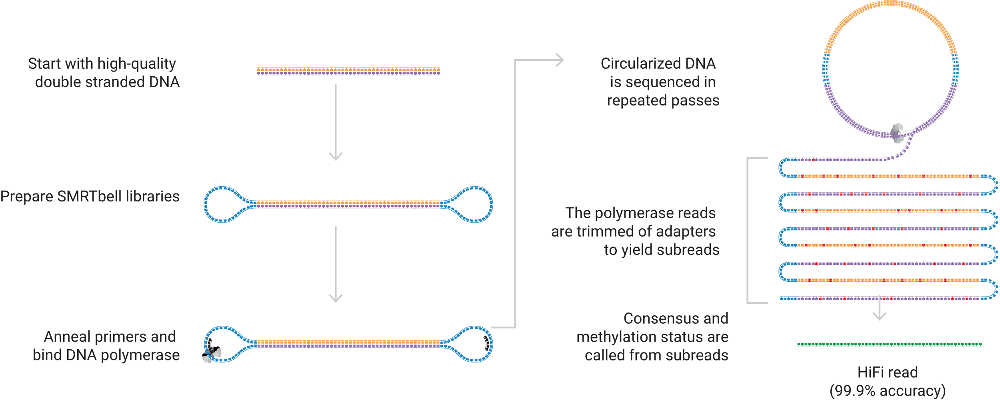 Start with high-quality
double stranded DNA
Prepare SMRTbell libraries
Anneal primers and
bind DNA polymerase
Circularized DNA
is sequenced in
repeated passes
The polymerase reads
are trimmed of adapters
to yield subreads
Consensus and
methylation status are
called from subreads
HiFi read
(99.9% accuracy)